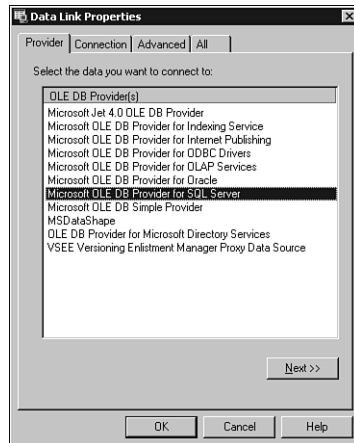 Data Link Properties
Provider Connection Advanced All
Select the data you want to connect to:
OLE DB Provider(s)
Microsoft Jet 4.0 OLE DB Provider
Microsoft OLE DB Provider for Indexing Service
Microsoft OLE DB Provider for Internet Publishing
Microsoft OLE DB Provider for ODBC Drivers
Microsoft OLE DB Provider for OLAP Services
Microsoft OLE DB Provider for Oracle
Microsoft OLE DB Provider for SQL Server
Microsoft OLE DB Simple Provider
MSDataShape
OLE DB Provider for Microsoft Directory Services
VSEE Versioning Enlistment Manager Proxy Data Source
Next >>
OK Cancel Help